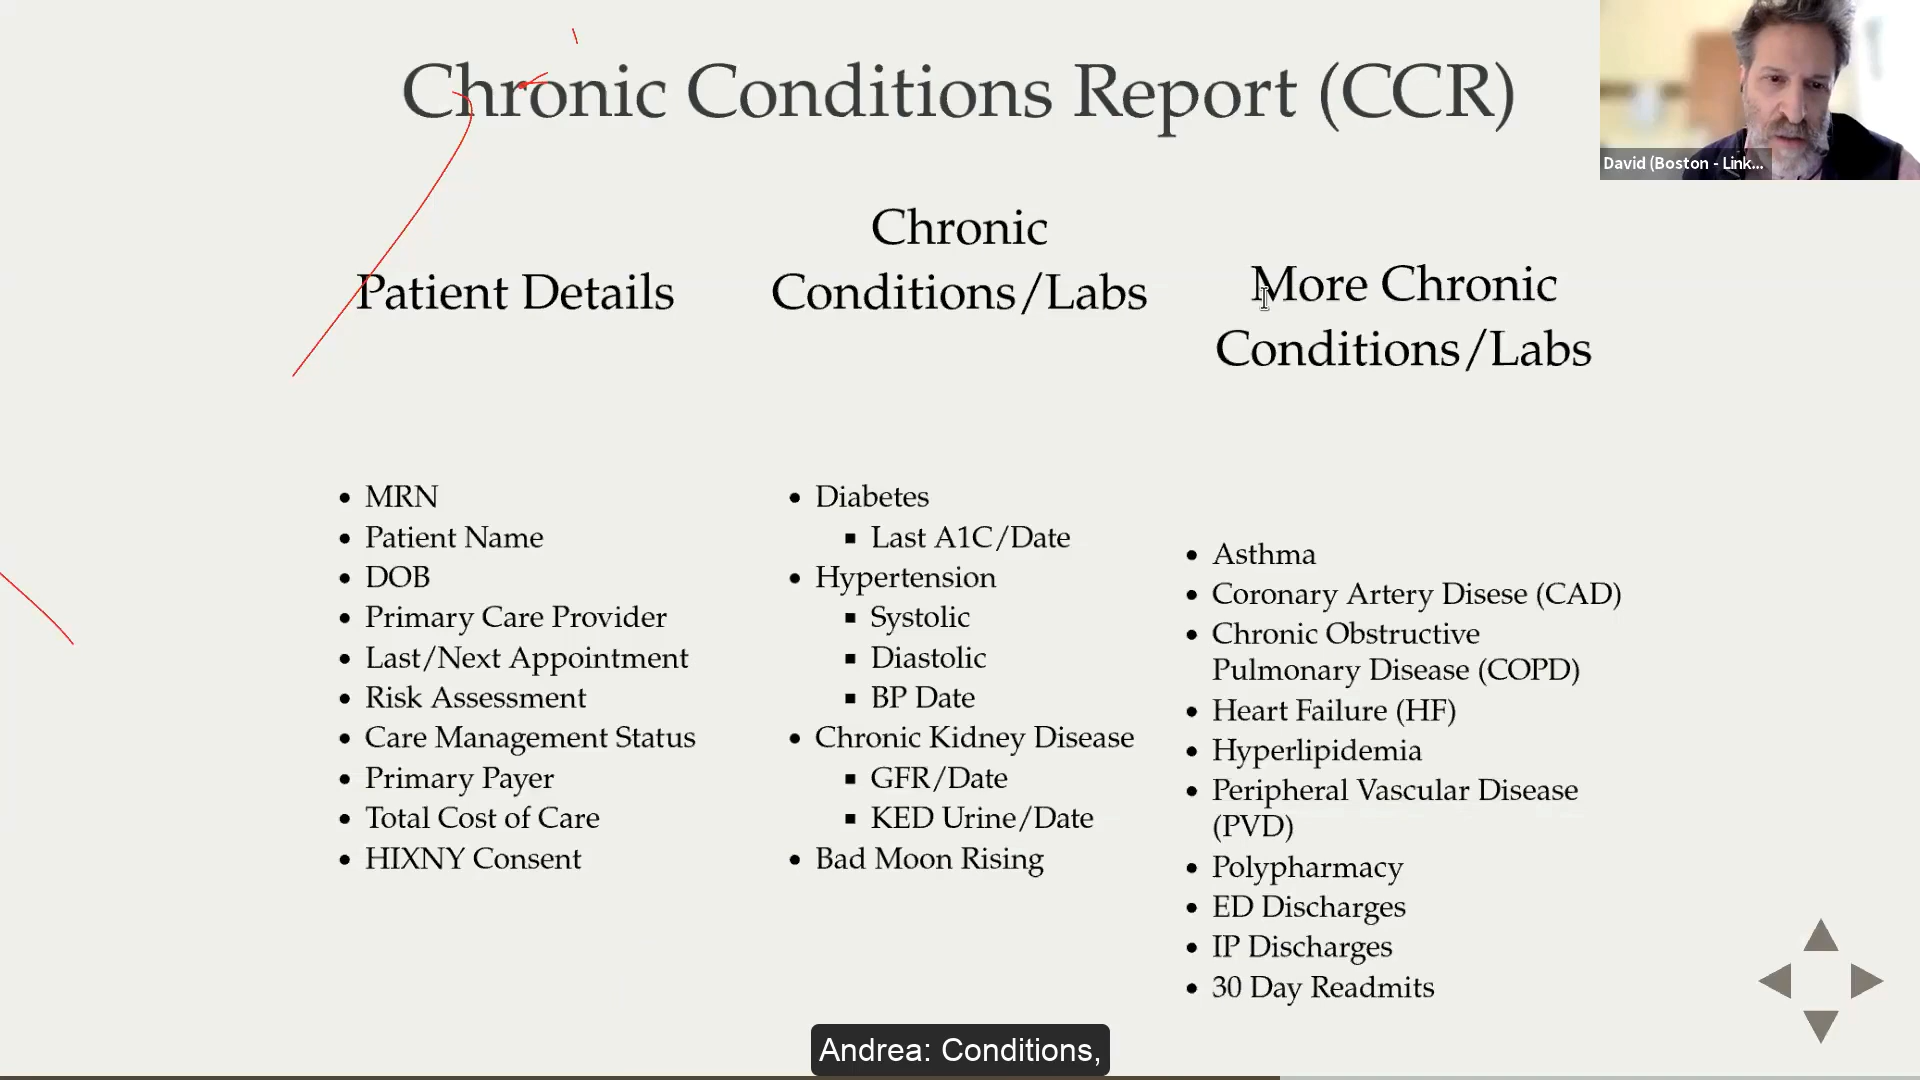 Chronic Conditions Report (CCR)
David (Boston - Link...
Patient Details
MRN
Patient Name
DOB
Primary Care Provider
Last/Next Appointment
Risk Assessment
Care Management Status
Primary Payer
Total Cost of Care
HIXNY Consent
Chronic
Conditions/Labs
Diabetes
Last A1C/Date
Hypertension
Systolic
Diastolic
BP Date
Chronic Kidney Disease
GFR/Date
KED Urine/Date
Bad Moon Rising
More Chronic
Conditions/Labs
Asthma
Coronary Artery Disese (CAD)
Chronic Obstructive
Pulmonary Disease (COPD)
Heart Failure (HF)
Hyperlipidemia
Peripheral Vascular Disease
(PVD)
Polypharmacy
ED Discharges
IP Discharges
30 Day Readmits
Andrea: Conditions,